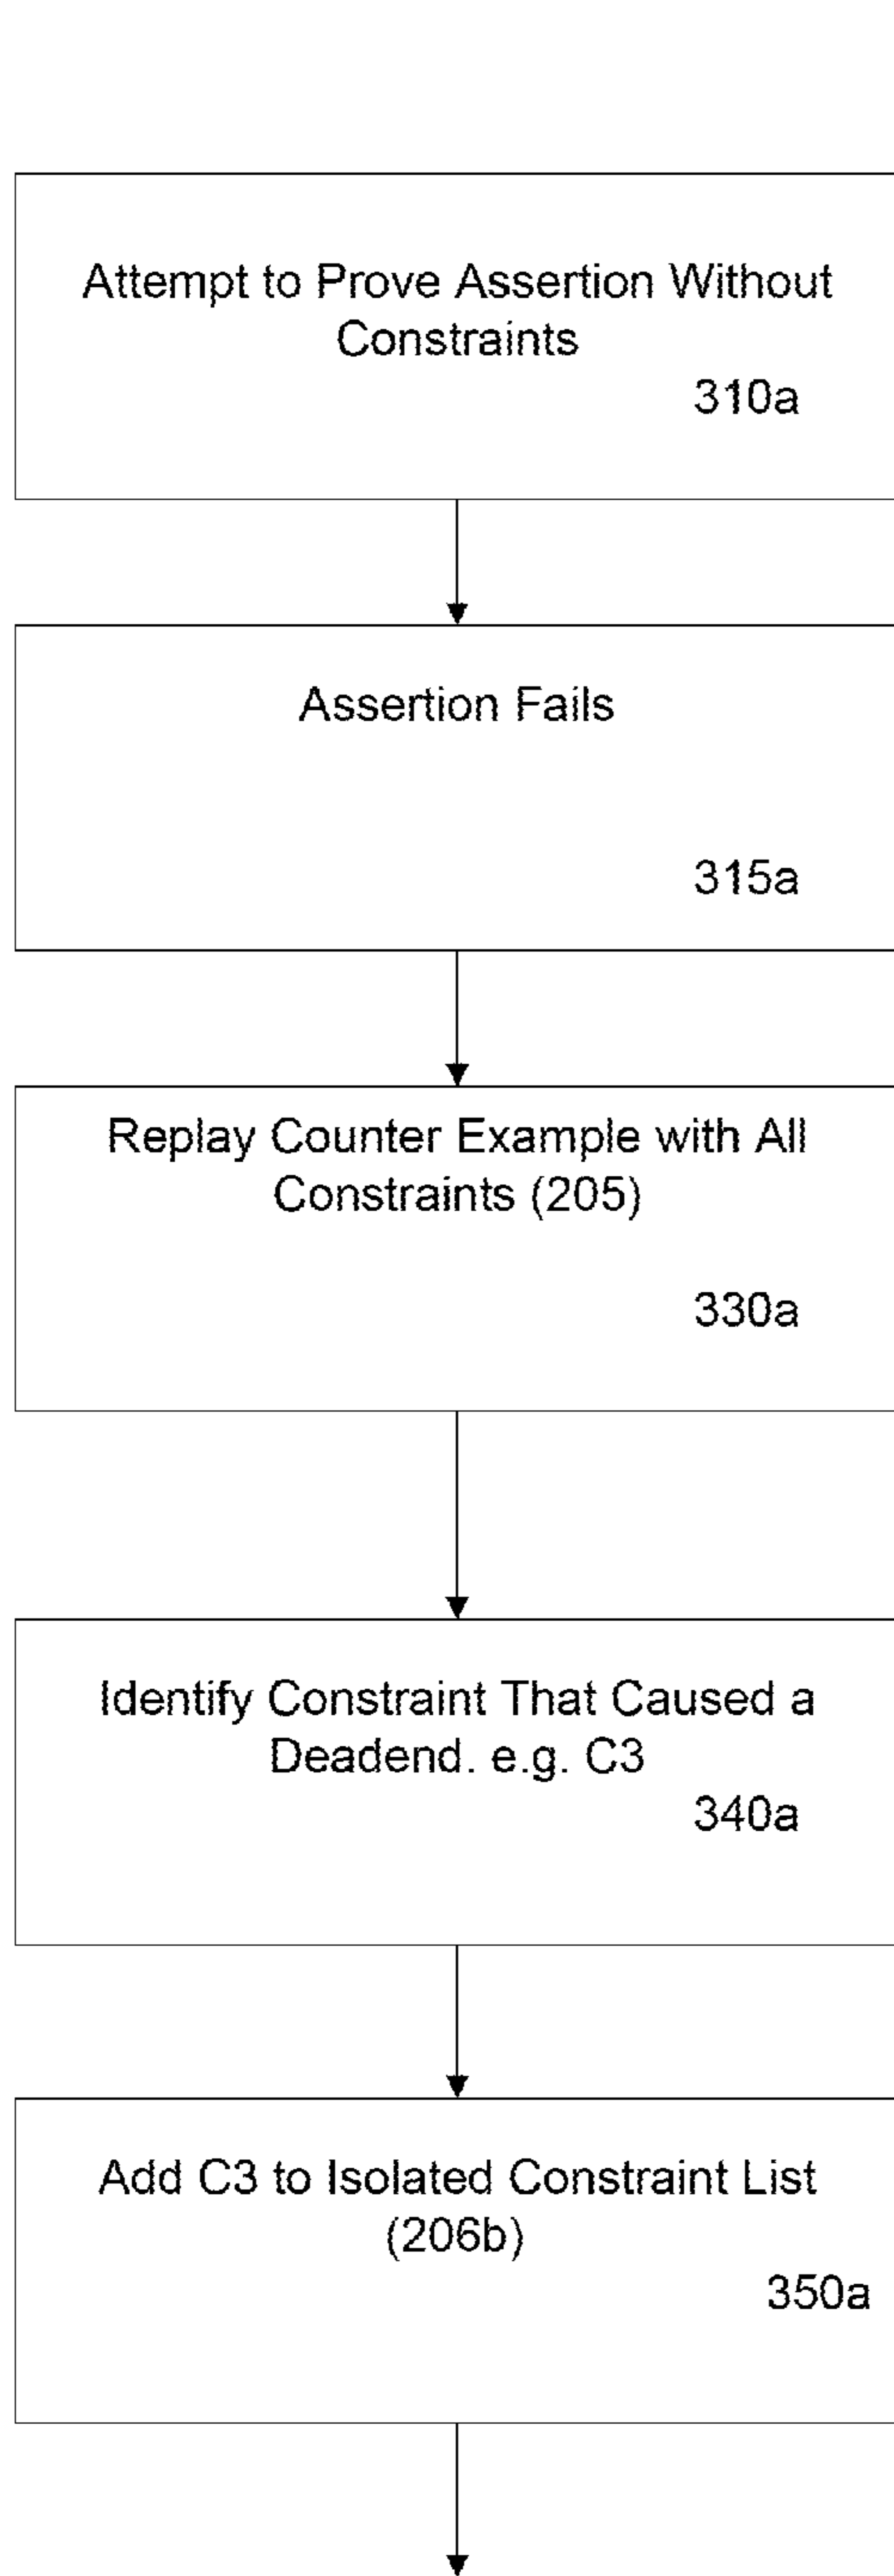 Attempt to Prove Assertion Without
Constraints
310a
Assertion Fails
315a
Replay Counter Example with All
Constraints (205)
330a
Identify Constraint That Caused a
Deadend. e.g. C3
340a
Add C3 to Isolated Constraint List
(206b)
350a